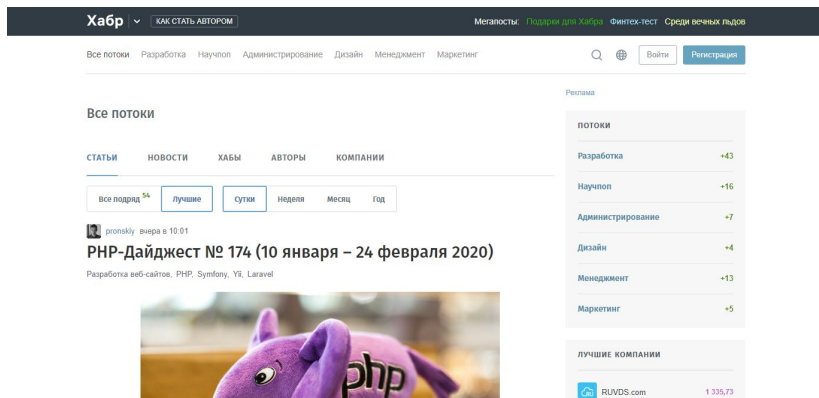 Хабр
КАК СТАТЬ АВТОРОМ
Мегапосты: Подарки для Хабра Финтех-тест Среди вечных льдов
Все потоки Разработка Научпоп Администрирование Дизайн Менеджмент Маркетинг
Войти Регистрация
Реклама
Все потоки
СТАТЬИ НОВОСТИ ХАБЫ АВТОРЫ КОМПАНИИ
Все подряд 54 Лучшие Сутки Неделя Месяц Год
pronskiy вчера в 10:01
PHP-Дайджест № 174 (10 января – 24 февраля 2020)
Разработка веб-сайтов, PHP, Symfony, Yii, Laravel
php
ПОТОКИ
Разработка +43
Научпоп +16
Администрирование +7
Дизайн +4
Менеджмент +13
Маркетинг +5
ЛУЧШИЕ КОМПАНИИ
RUVDS.com 1 335,73